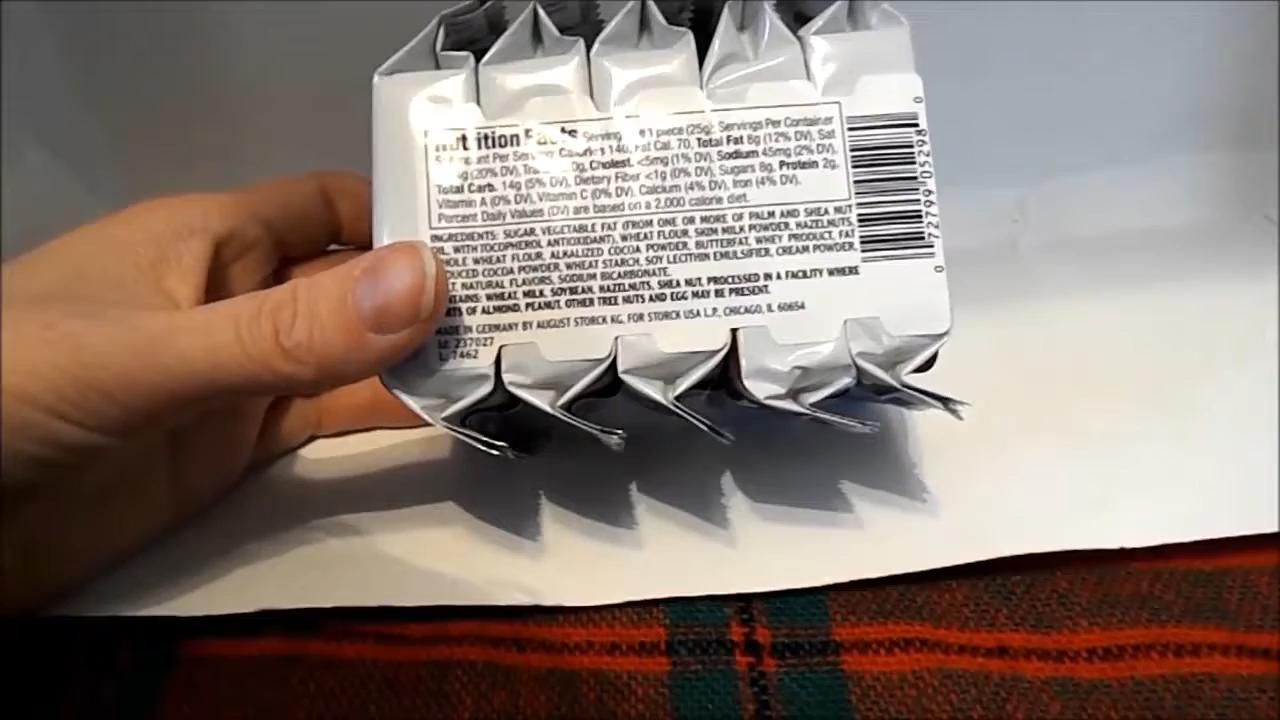 Nutrition Facts Serving 1 piece (25g), Servings Per Container
Amount Per Serving: Calories 140, Fat Cal. 70, Total Fat 8g (12% DV), Sat
(20% DV), 0g, Cholest. <5mg (1% DV), Sodium 45mg (2% DV),
Total Carb. 14g (5% DV), Dietary Fiber <1g (0% DV), Sugars 8g, Protein 2g,
Vitamin A (0% DV), Vitamin C (0% DV), Calcium (4% DV), Iron (4% DV).
Percent Daily Values (DV) are based on a 2,000 calorie diet.
INGREDIENTS: SUGAR, VEGETABLE FAT (FROM ONE OR MORE OF PALM AND SHEA NUT
OIL, WITH TOCOPHEROL ANTIOXIDANT), WHEAT FLOUR, SKIM MILK POWDER, HAZELNUTS,
HOLE WHEAT FLOUR, ALKALIZED COCOA POWDER, BUTTERFAT, WHEY PRODUCT, FAT
DUCED COCOA POWDER, WHEAT STARCH, SOY LECITHIN EMULSIFIER, CREAM POWDER,
LT, NATURAL FLAVORS, SODIUM BICARBONATE.
NTAINS: WHEAT, MILK, SOYBEAN, HAZELNUTS, SHEA NUT. PROCESSED IN A FACILITY WHERE
RTS OF ALMOND, PEANUT, OTHER TREE NUTS AND EGG MAY BE PRESENT.
MADE IN GERMANY BY AUGUST STORCK KG, FOR STORCK USA L.P., CHICAGO, IL 60654
237027
L: 7462
0 72799 05298 0